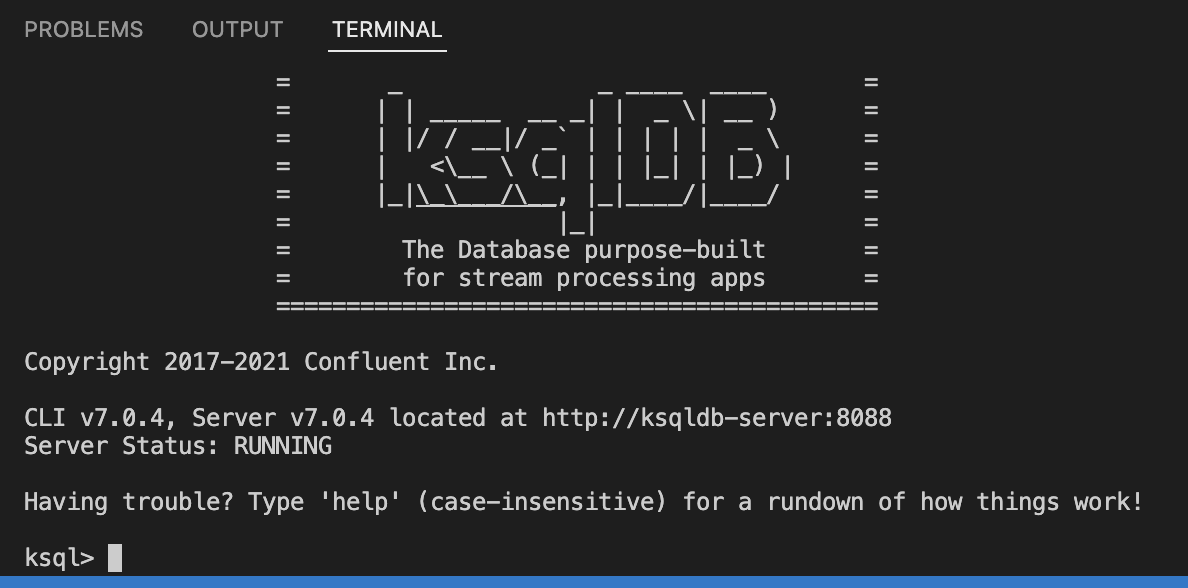 PROBLEMS OUTPUT TERMINAL
=       _              _ ____  ____       =
=      | | _____  __ _| |  _ \| __ )      =
=      | |/ / __|/ _` | | | | |  _ \      =
=      |   <\__ \ (_| | | |_| | |_) |     =
=      |_|\_\___/\__, |_|____/|____/      =
=                   |_|                   =
=        The Database purpose-built       =
=        for stream processing apps       =
===========================================
Copyright 2017-2021 Confluent Inc.
CLI v7.0.4, Server v7.0.4 located at http://ksqldb-server:8088
Server Status: RUNNING
Having trouble? Type 'help' (case-insensitive) for a rundown of how things work!
ksql>